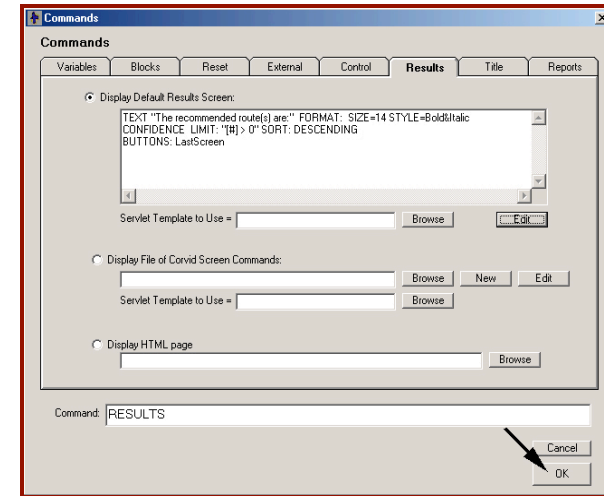 Commands
Commands
Variables Blocks Reset External Control Results Title Reports
Display Default Results Screen:
TEXT "The recommended route(s) are:" FORMAT: SIZE=14 STYLE=Bold&Italic
CONFIDENCE LIMIT: "[#] > 0" SORT: DESCENDING
BUTTONS: LastScreen
Servlet Template to Use = Browse Edit
Display File of Corvid Screen Commands:
Browse New Edit
Servlet Template to Use = Browse
Display HTML page
Browse
Command: RESULTS
Cancel
OK